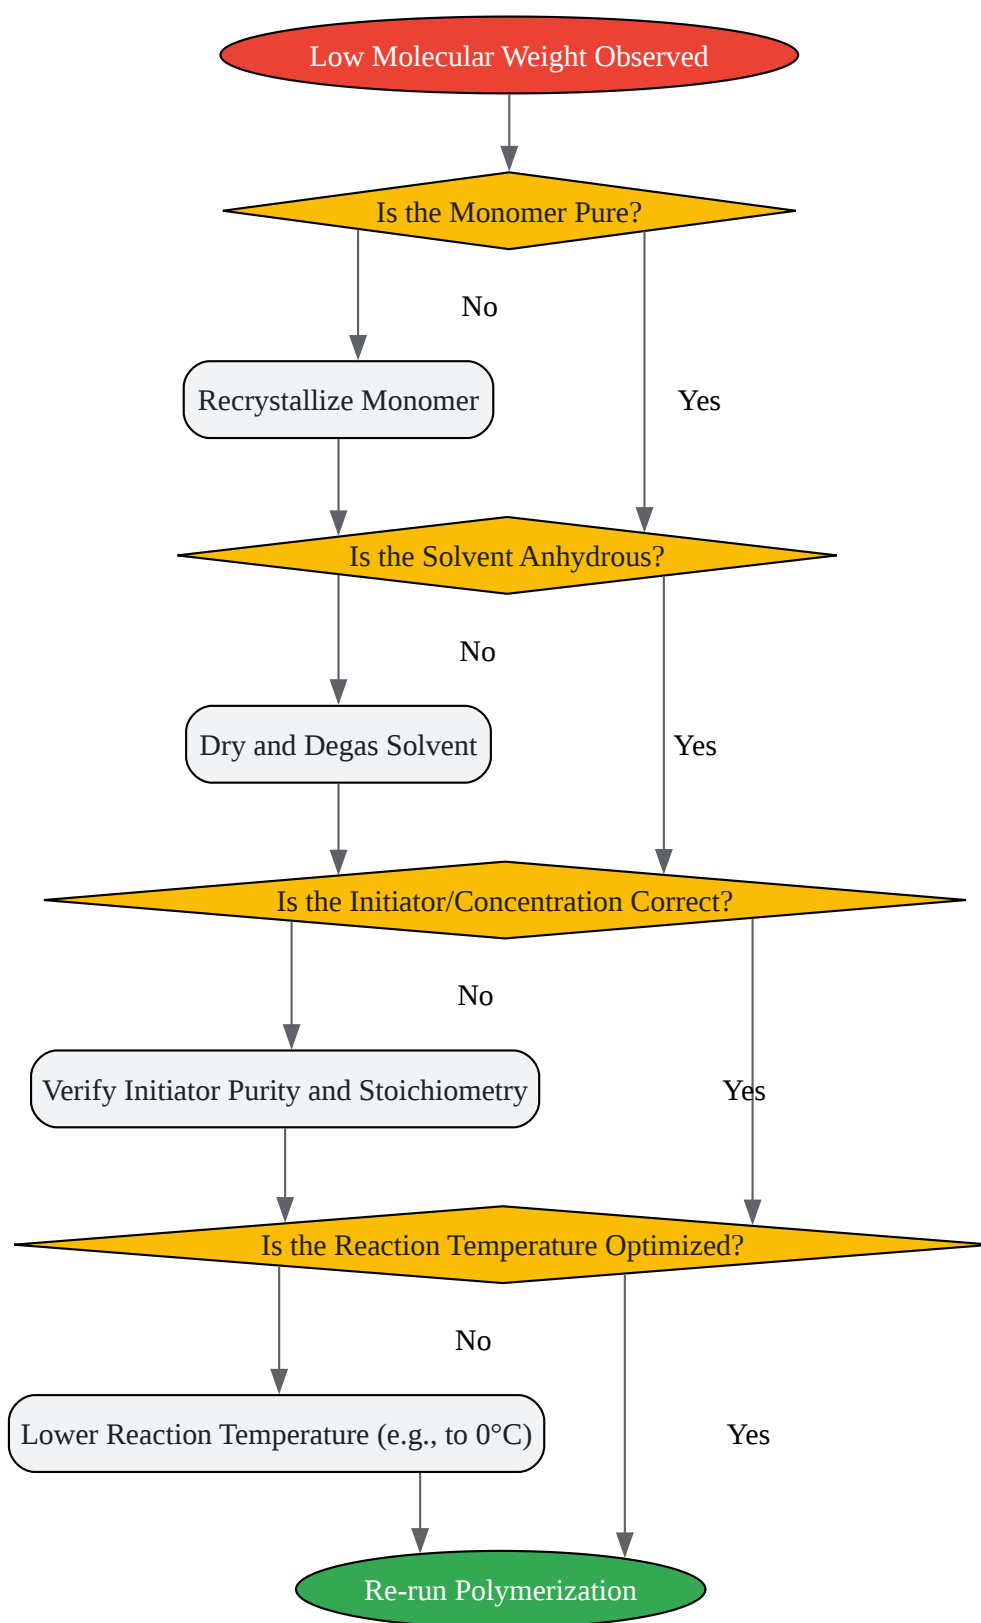 Low Molecular Weight Observed
Is the Monomer Pure?
No
Recrystallize Monomer
Yes
Is the Solvent Anhydrous?
No
Dry and Degas Solvent
Yes
Is the Initiator/Concentration Correct?
No
Verify Initiator Purity and Stoichiometry
Yes
Is the Reaction Temperature Optimized?
No
Lower Reaction Temperature (e.g., to 0°C)
Yes
Re-run Polymerization